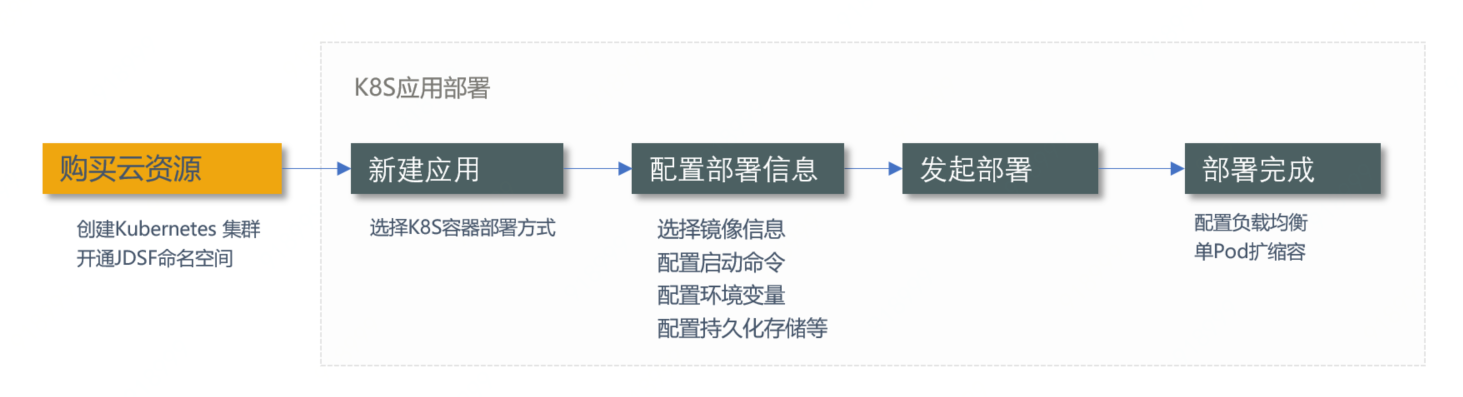 K8S应用部署
购买云资源
创建Kubernetes 集群
开通JDSF命名空间
新建应用
选择K8S容器部署方式
配置部署信息
选择镜像信息
配置启动命令
配置环境变量
配置持久化存储等
发起部署
部署完成
配置负载均衡
单Pod扩缩容